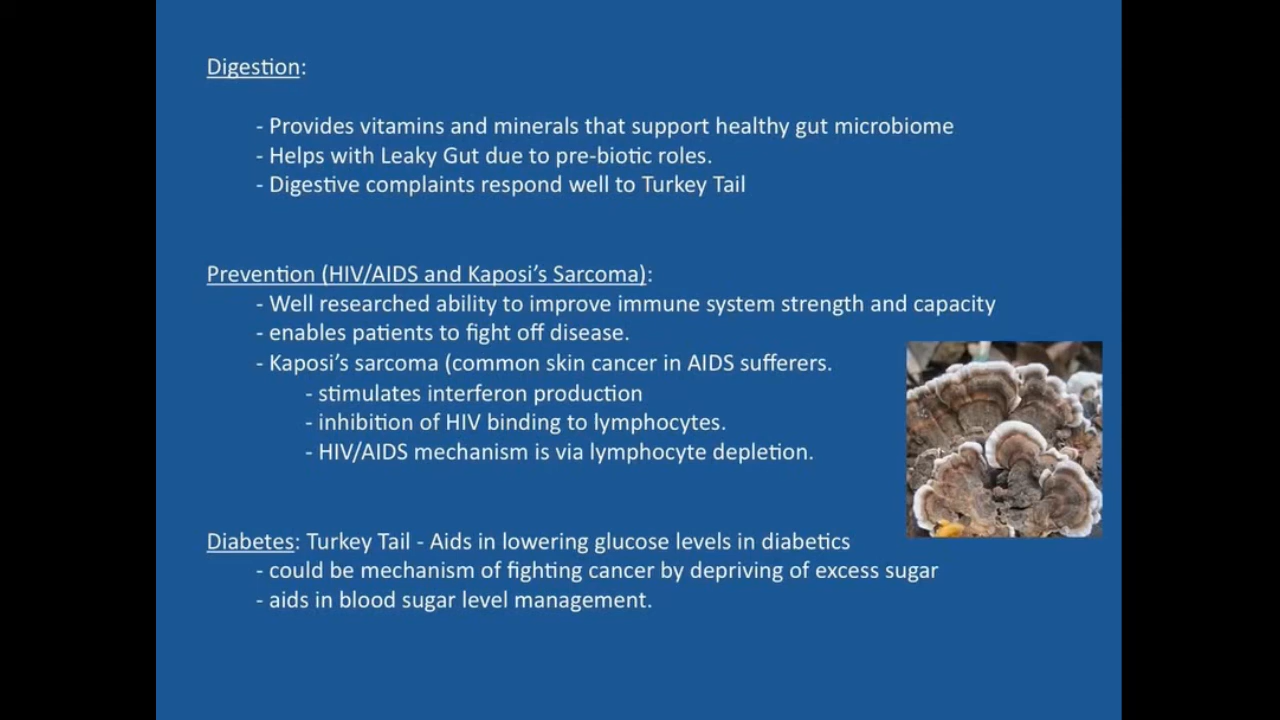 Digestion:
- Provides vitamins and minerals that support healthy gut microbiome
- Helps with Leaky Gut due to pre-biotic roles.
- Digestive complaints respond well to Turkey Tail
Prevention (HIV/AIDS and Kaposi's Sarcoma):
- Well researched ability to improve immune system strength and capacity
- enables patients to fight off disease.
- Kaposi's sarcoma (common skin cancer in AIDS sufferers.
- stimulates interferon production
- inhibition of HIV binding to lymphocytes.
- HIV/AIDS mechanism is via lymphocyte depletion.
Diabetes: Turkey Tail - Aids in lowering glucose levels in diabetics
- could be mechanism of fighting cancer by depriving of excess sugar
- aids in blood sugar level management.